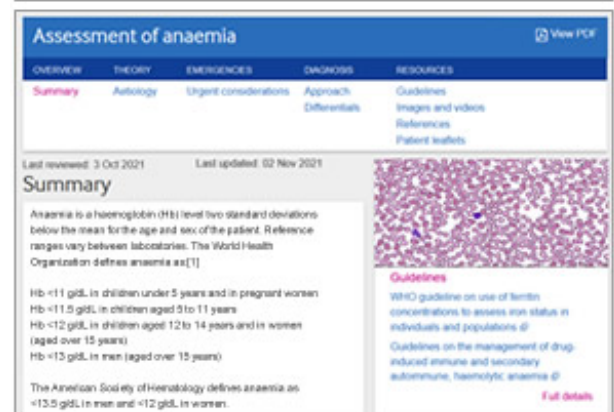 Assessment of anaemia
View PDF
OVERVIEW THEORY EMERGENCIES DIAGNOSIS RESOURCES
Summary Aetiology Urgent considerations Approach Guidelines
Differentials Images and videos
References
Patient leaflets
Last reviewed: 3 Oct 2021 Last updated: 02 Nov 2021
Summary
Anaemia is a haemoglobin (Hb) level two standard deviations
below the mean for the age and sex of the patient. Reference
ranges vary between laboratories. The World Health
Organization defines anaemia as:[1]
Hb <11 g/dL in children under 5 years and in pregnant women
Hb <11.5 g/dL in children aged 5 to 11 years
Hb <12 g/dL in children aged 12 to 14 years and in women
(aged over 15 years)
Hb <13 g/dL in men (aged over 15 years)
The American Society of Hematology defines anaemia as
<13.5 g/dL in men and <12 g/dL in women.
Guidelines
WHO guideline on use of ferritin
concentrations to assess iron status in
individuals and populations
Guidelines on the management of drug-
induced immune and secondary
autoimmune, haemolytic anaemia
Full details